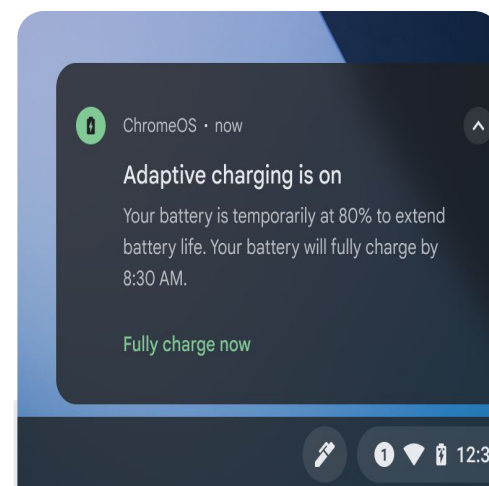 ChromeOS · now
Adaptive charging is on
Your battery is temporarily at 80% to extend
battery life. Your battery will fully charge by
8:30 AM.
Fully charge now
1 12:3